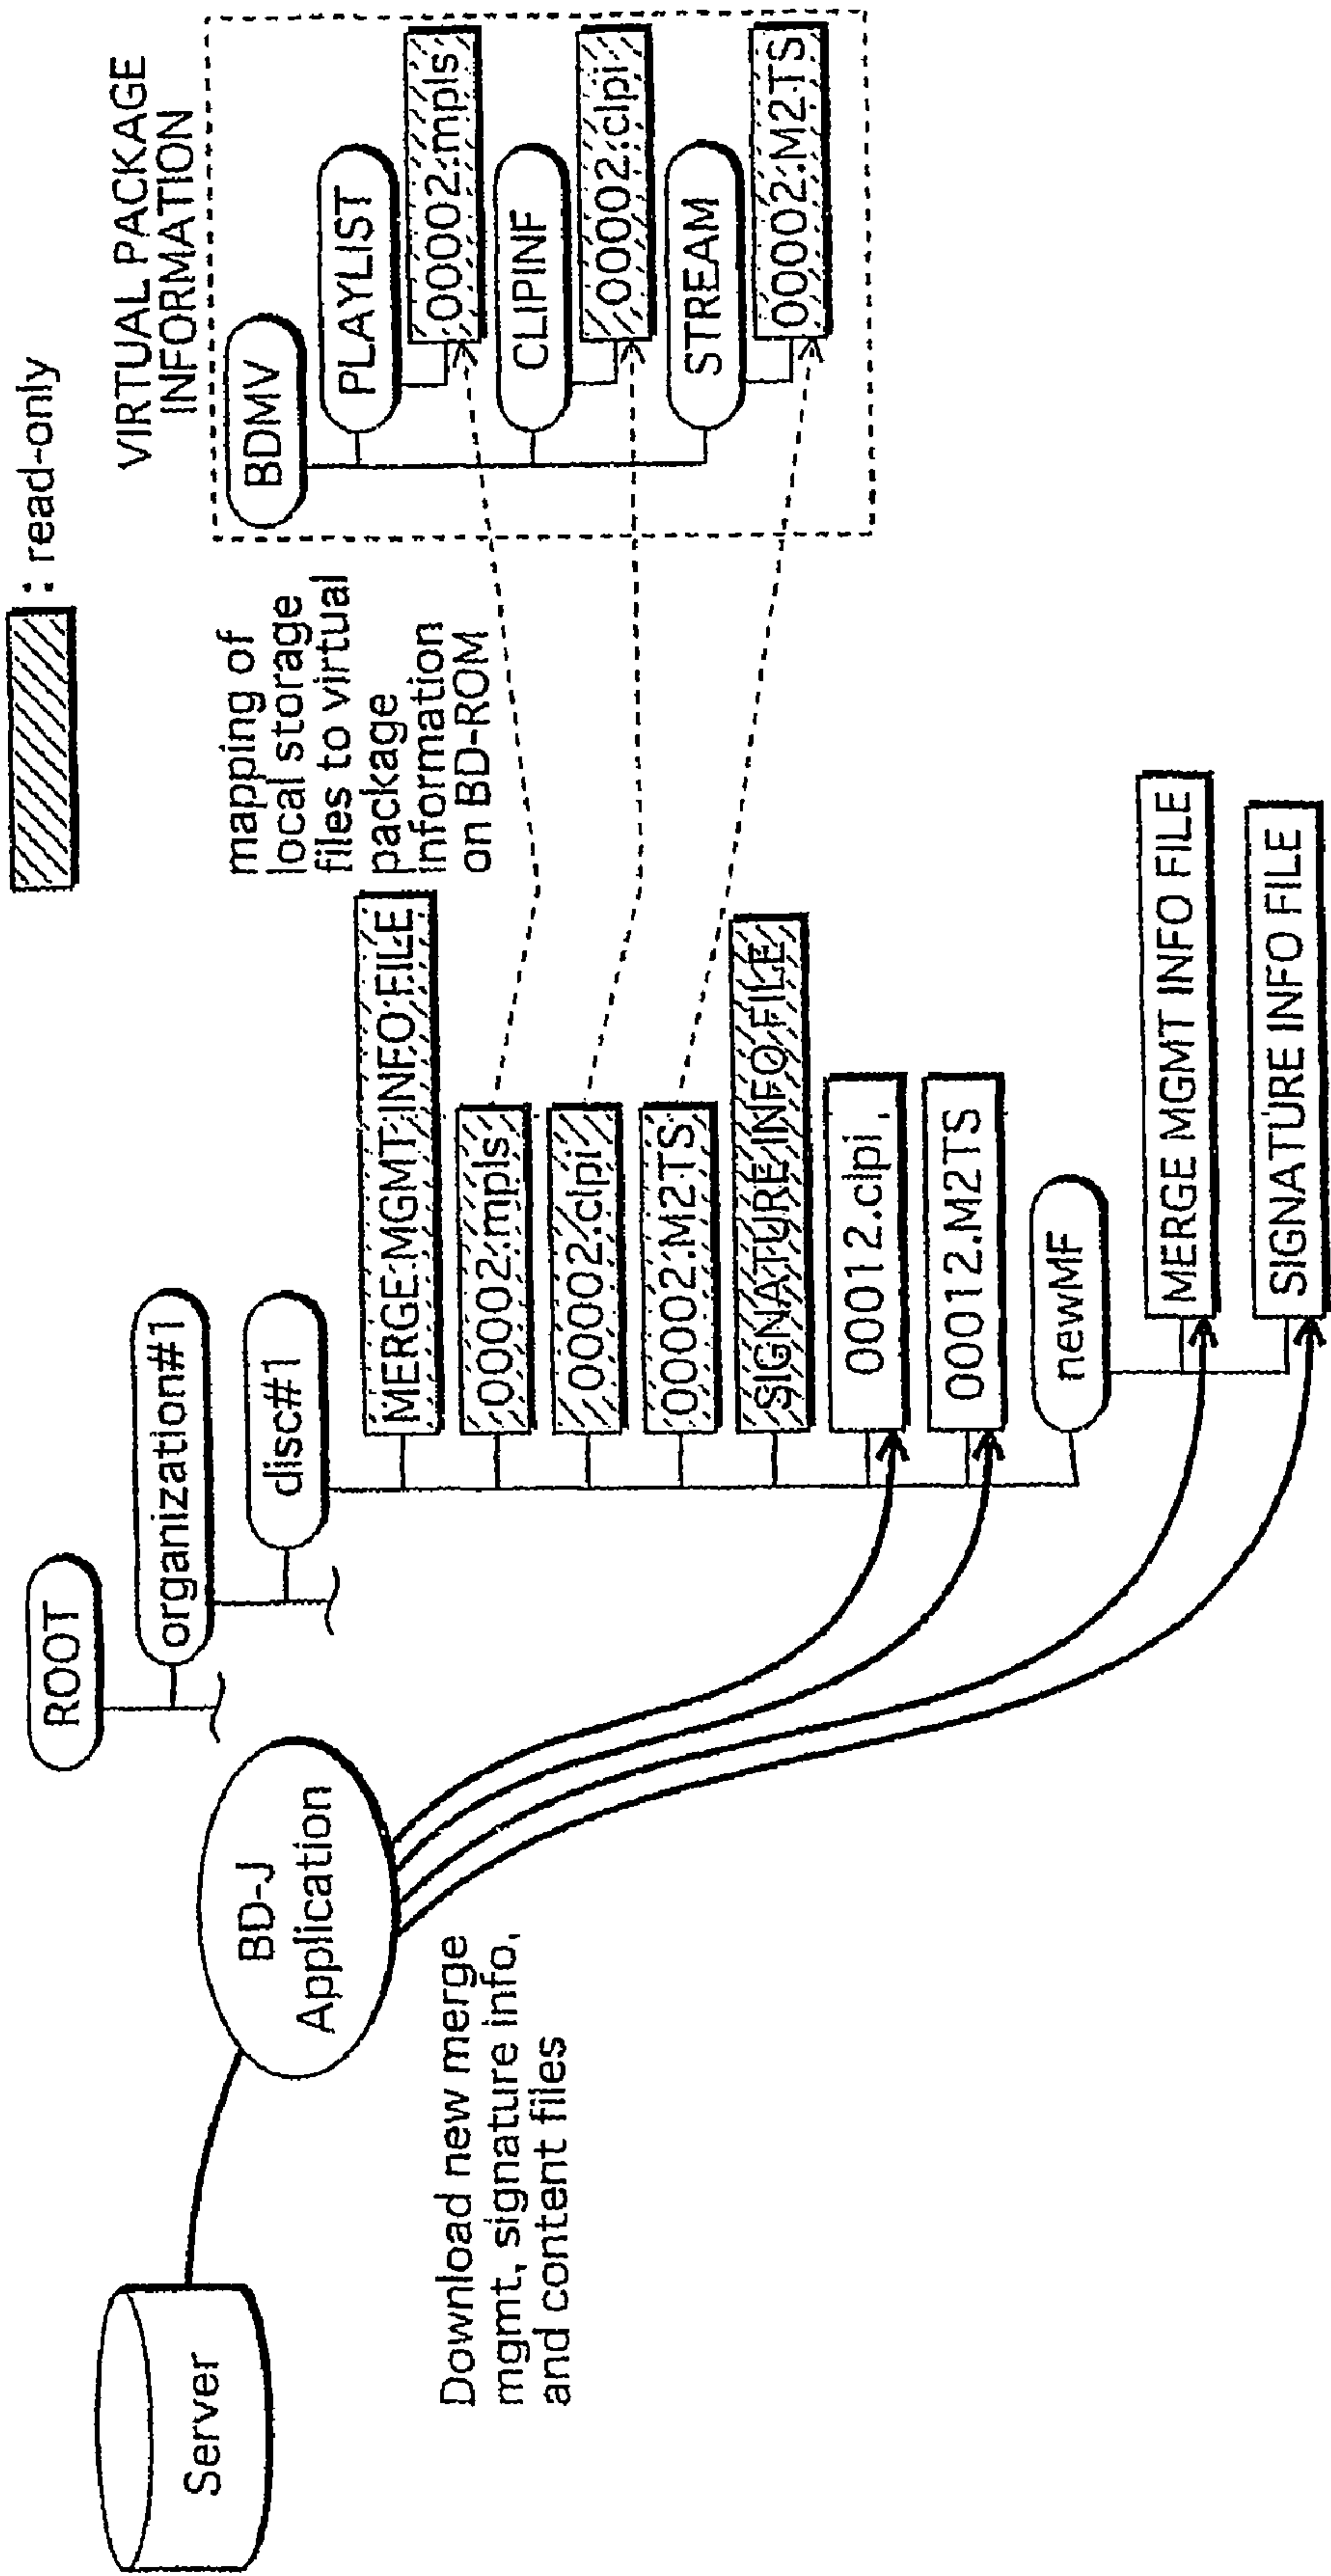 : read-only
VIRTUAL PACKAGE
INFORMATION
BDMV
PLAYLIST
00002.mpls
CLIPINF
00002.clpi
STREAM
00002.M2TS
mapping of
local storage
files to virtual
package
information
on BD-ROM
ROOT
organization#1
disc#1
MERGE MGMT INFO FILE
00002.mpls
00002.clpi
00002.M2TS
SIGNATURE INFO FILE
00012.clpi
00012.M2TS
newMF
MERGE MGMT INFO FILE
SIGNATURE INFO FILE
BD-J
Application
Server
Download new merge
mgmt, signature info,
and content files